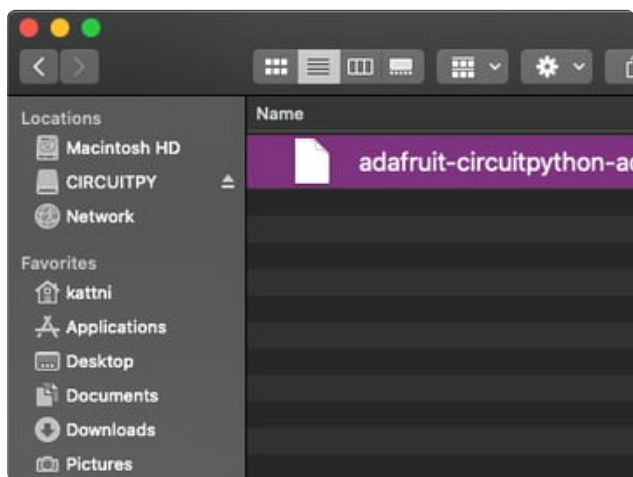 Locations
Macintosh HD
CIRCUITPY
Network
Favorites
kattni
Applications
Desktop
Documents
Downloads
Pictures
Name
adafruit-circuitpython-a